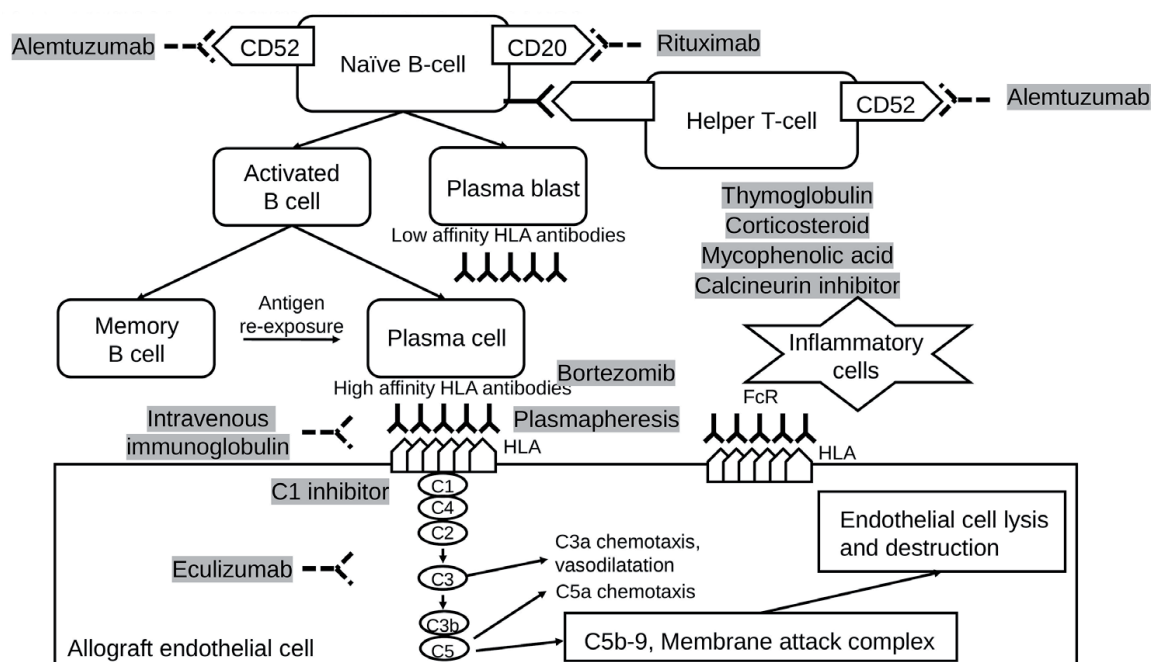 Alemtuzumab
CD52
Naïve B-cell
CD20
Rituximab
Helper T-cell
CD52
Alemtuzumab
Activated
B cell
Plasma blast
Low affinity HLA antibodies
Thymoglobulin
Corticosteroid
Mycophenolic acid
Calcineurin inhibitor
Memory
B cell
Antigen
re-exposure
Plasma cell
Inflammatory
cells
High affinity HLA antibodies
Bortezomib
FcR
Intravenous
immunoglobulin
Plasmapheresis
HLA
HLA
C1 inhibitor
C1
C4
C2
Endothelial cell lysis
and destruction
C3a chemotaxis,
vasodilatation
Eculizumab
C3
C5a chemotaxis
C3b
C5
C5b-9, Membrane attack complex
Allograft endothelial cell